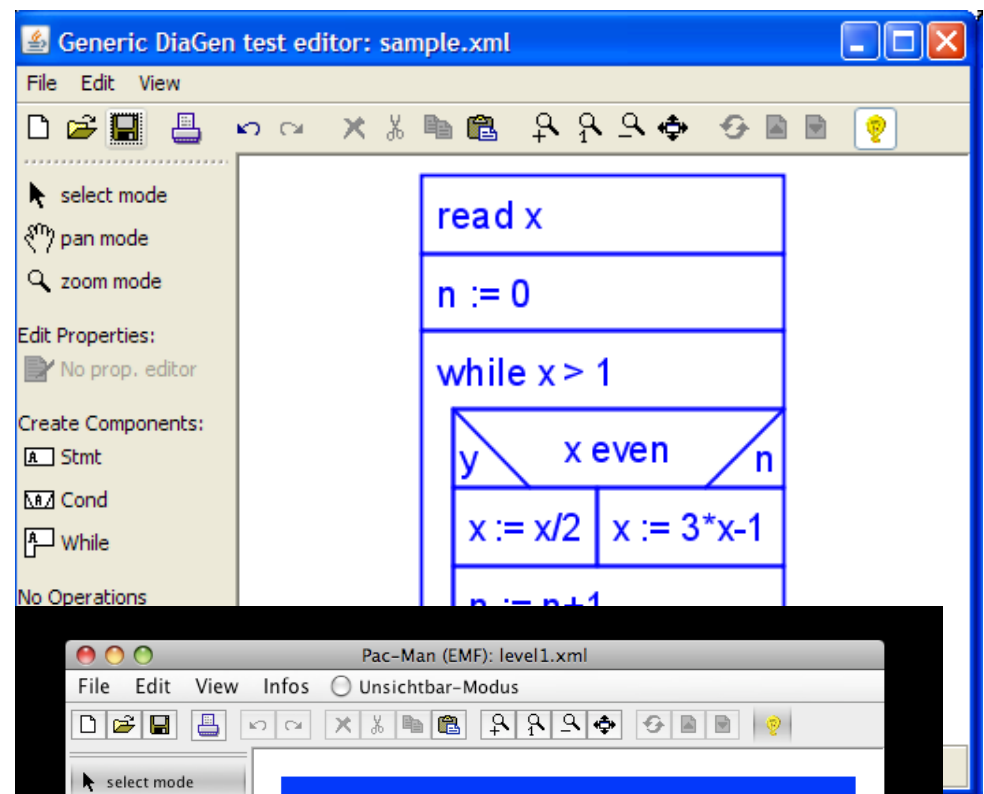 Generic DiaGen test editor: sample.xml
File Edit View
select mode
pan mode
zoom mode
Edit Properties:
No prop. editor
Create Components:
A Stmt
A Cond
A While
No Operations
read x
n := 0
while x > 1
y x even n
x := x/2 x := 3*x-1
n := n+1
Pac-Man (EMF): level1.xml
File Edit View Infos Unsichtbar-Modus
select mode